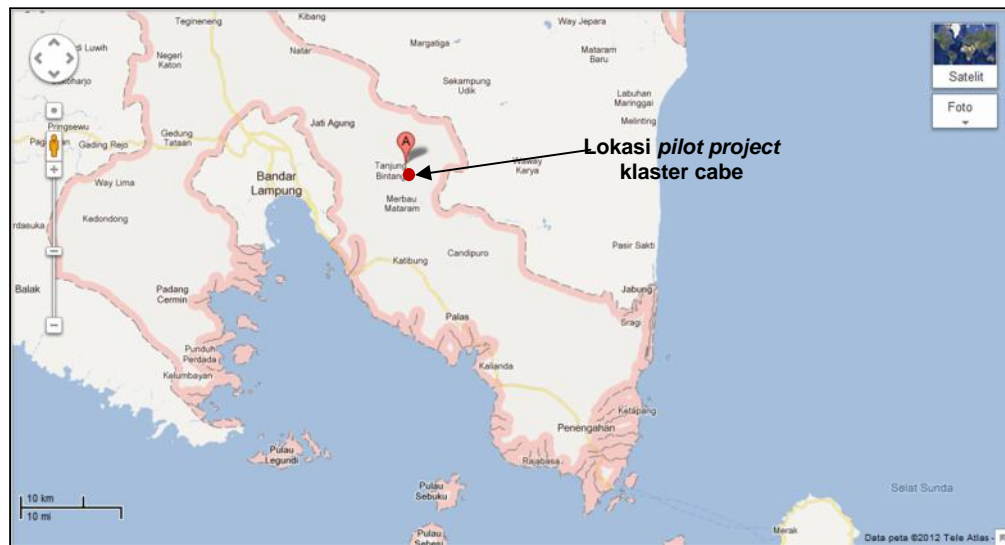 Kibang
Tegineneng
Way Jepara
Margatiga
Mataram
Baru
Luwih
Negeri
Katon
Natar
Sekampung
Udik
Satelit
Labuhan
Maringgai
Foto
Pringsewu
Gading Rejo
Gedung
Tataan
Jati Agung
Melinting
A
Tanjung
Bintang
Lokasi pilot project
klaster cabe
Waway
Karya
Way Lima
Bandar
Lampung
Merbau
Mataram
Kedondong
Pasir Sakti
Candipuro
Katibung
Balak
Padang
Cermin
Jabung
Palas
Sragi
Punduh
Perdada
Kelumbayan
Kalianda
Ketapang
Penengahan
Rajabasa
Pulau
Legundi
Pulau
Sebuku
Selat Sunda
10 km
10 mi
Merak
Pulau
Data peta ©2012 Tele Atlas -